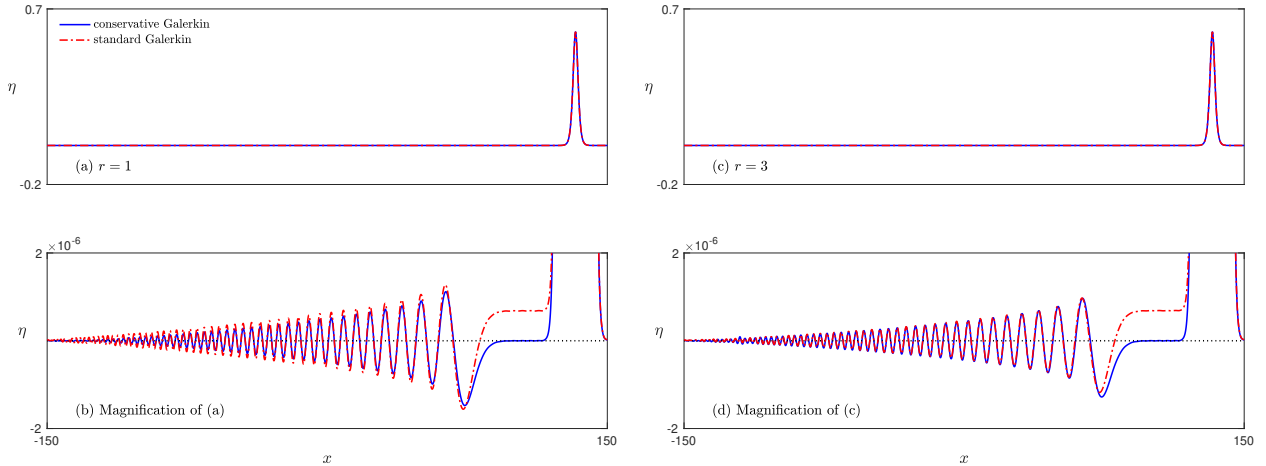 0.7
conservative Galerkin
standard Galerkin
η
(a) r = 1
-0.2
η
(c) r = 3
0.7
-0.2
×10⁻⁶
2
η
(b) Magnification of (a)
-2
-150
150
x
×10⁻⁶
2
η
(d) Magnification of (c)
-2
-150
150
x